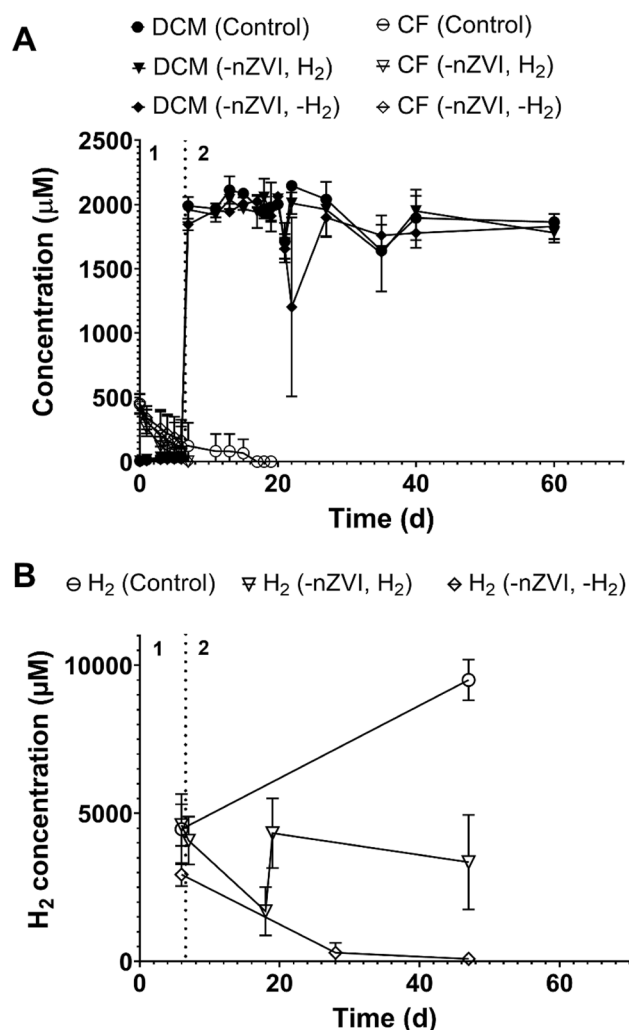 A
DCM (Control) CF (Control)
DCM (-nZVI, H₂) CF (-nZVI, H₂)
DCM (-nZVI, -H₂) CF (-nZVI, -H₂)
2500
1 2
2000
1500
1000
500
0
0 20 40 60
Concentration (µM)
Time (d)
B
H₂ (Control) H₂ (-nZVI, H₂) H₂ (-nZVI, -H₂)
1 2
10000
5000
0
0 20 40 60
H₂ concentration (µM)
Time (d)